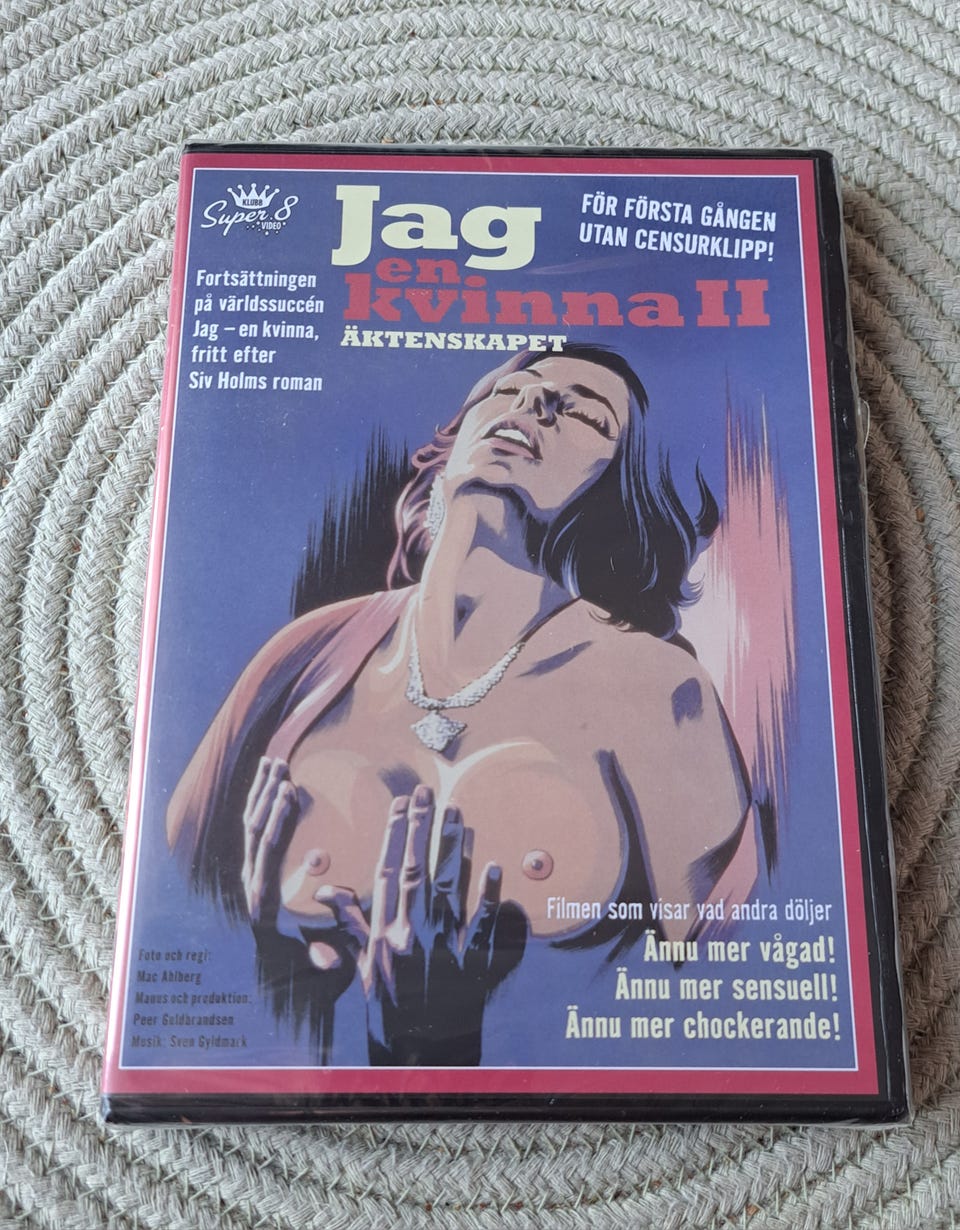 KLUBB
Super 8
VIDEO
Jag
en
kvinna II
ÄKTENSKAPET
FÖR FÖRSTA GÅNGEN
UTAN CENSURKLIPP!
Fortsättningen
på världssuccén
Jag – en kvinna,
fritt efter
Siv Holms roman
Filmen som visar vad andra döljer
Ännu mer vågad!
Ännu mer sensuell!
Ännu mer chockerande!
Foto och regi:
Mac Ahlberg
Manus och produktion:
Peer Guldbrandsen
Musik: Sven Gyldmark